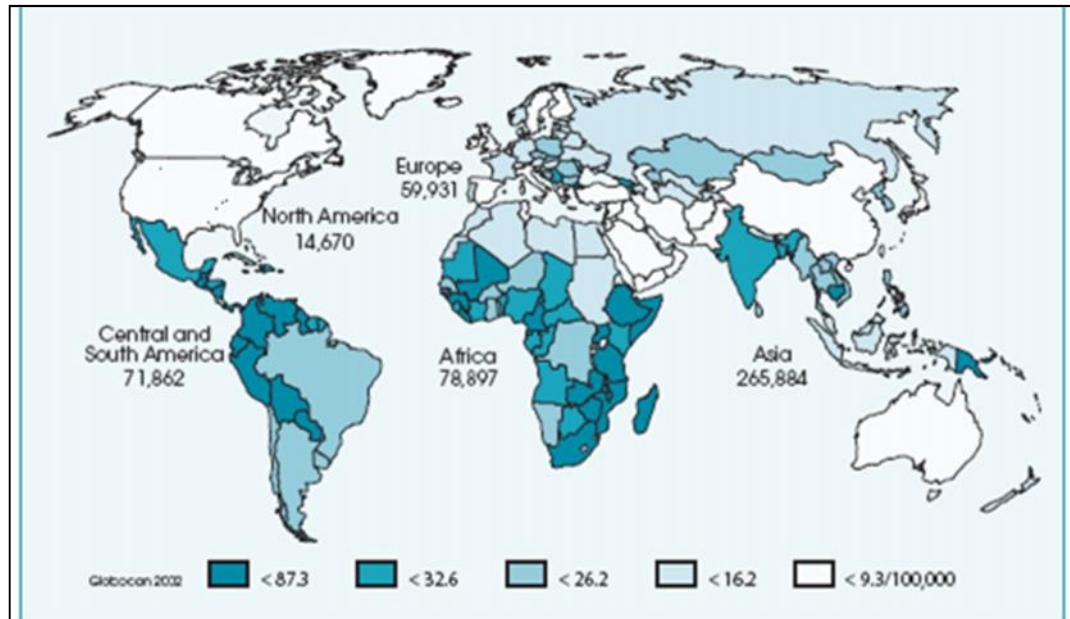 Europe
59,931
North America
14,670
Central and
South America
71,862
Africa
78,897
Asia
265,884
Globocan 2002
< 87.3
< 32.6
< 26.2
< 16.2
< 9.3/100,000